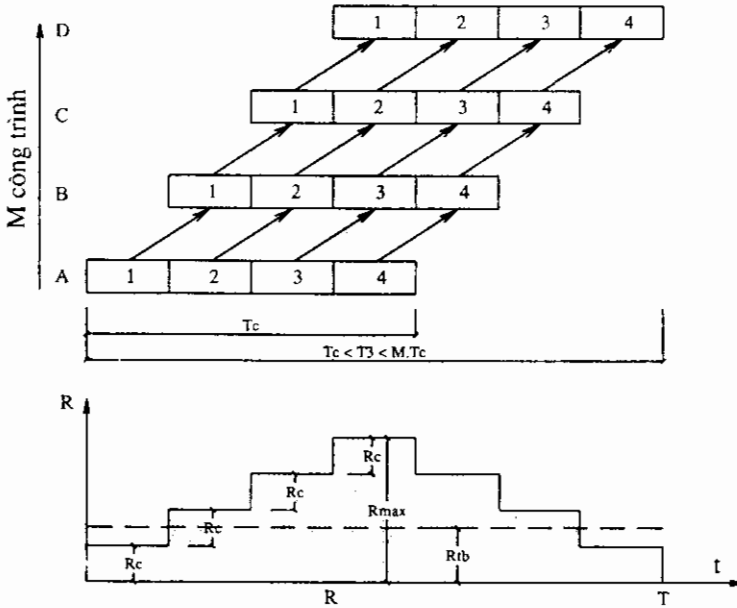 D 1 2 3 4
C 1 2 3 4
B 1 2 3 4
A 1 2 3 4
M công trình
Tc
Tc < T3 < M.Tc
R
Rc
Rc
Rc
Rc
Rmax
Rtb
R
T
t